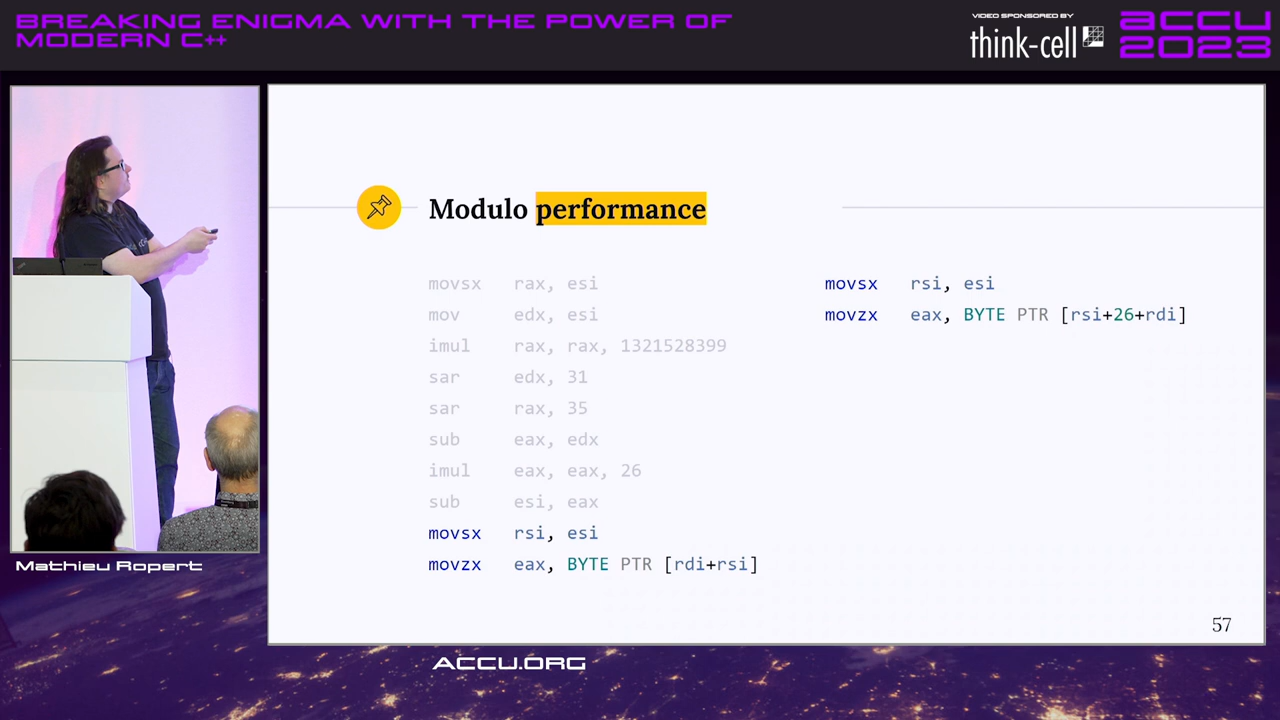 BREAKING ENIGMA WITH THE POWER OF
MODERN C++
VIDEO SPONSORED BY
think-cell
ACCU
2023
Modulo performance
movsx rax, esi
mov edx, esi
imul rax, rax, 1321528399
sar edx, 31
sar rax, 35
sub eax, edx
imul eax, eax, 26
sub esi, eax
movsx rsi, esi
movzx eax, BYTE PTR [rdi+rsi]
movsx rsi, esi
movzx eax, BYTE PTR [rsi+26+rdi]
57
Mathieu Ropert
ACCU.ORG